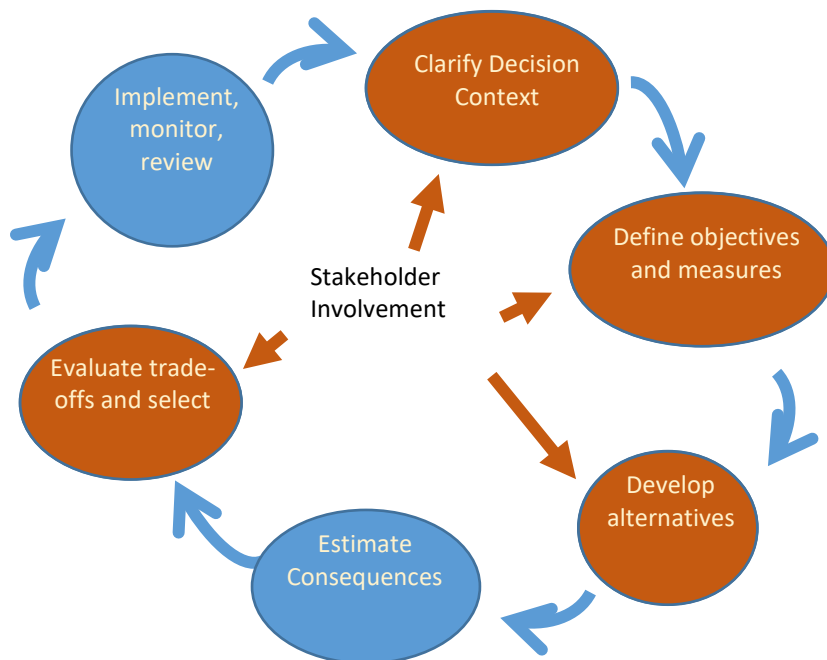 Clarify Decision
Context
Implement,
monitor,
review
Define objectives
and measures
Stakeholder
Involvement
Evaluate trade-
offs and select
Develop
alternatives
Estimate
Consequences